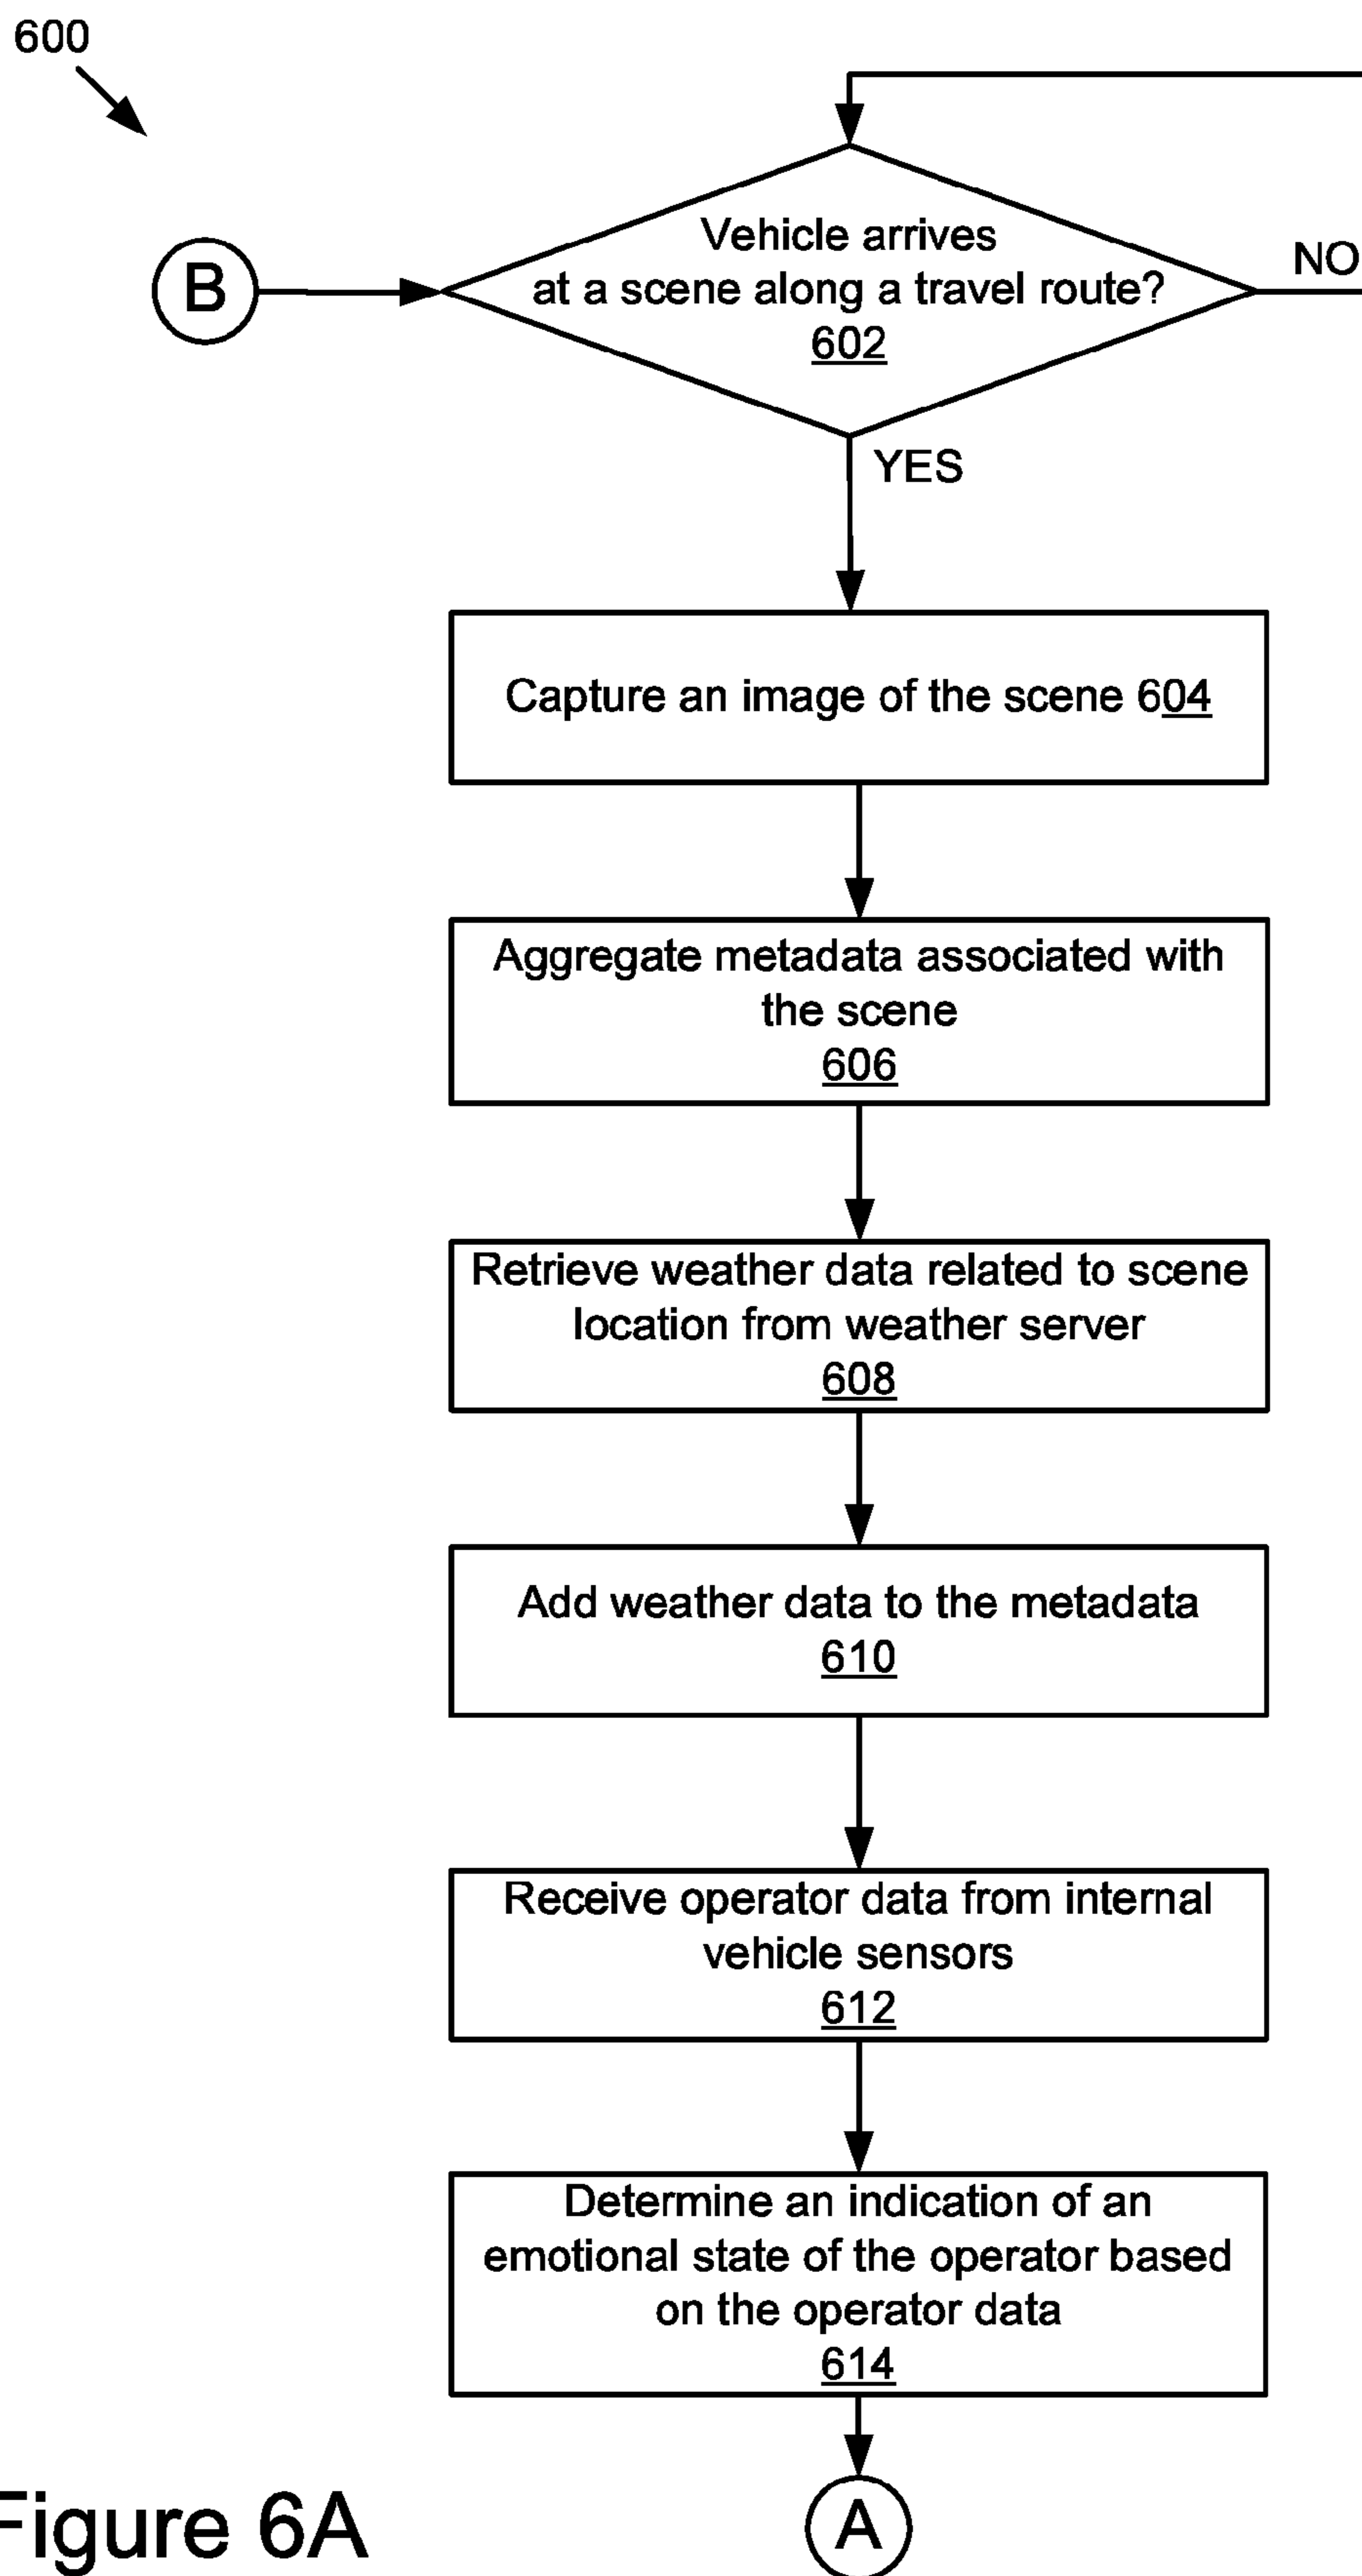 600
Vehicle arrives
at a scene along a travel route?
602
NO
B
YES
Capture an image of the scene 604
Aggregate metadata associated with
the scene
606
Retrieve weather data related to scene
location from weather server
608
Add weather data to the metadata
610
Receive operator data from internal
vehicle sensors
612
Determine an indication of an
emotional state of the operator based
on the operator data
614
A
Figure 6A